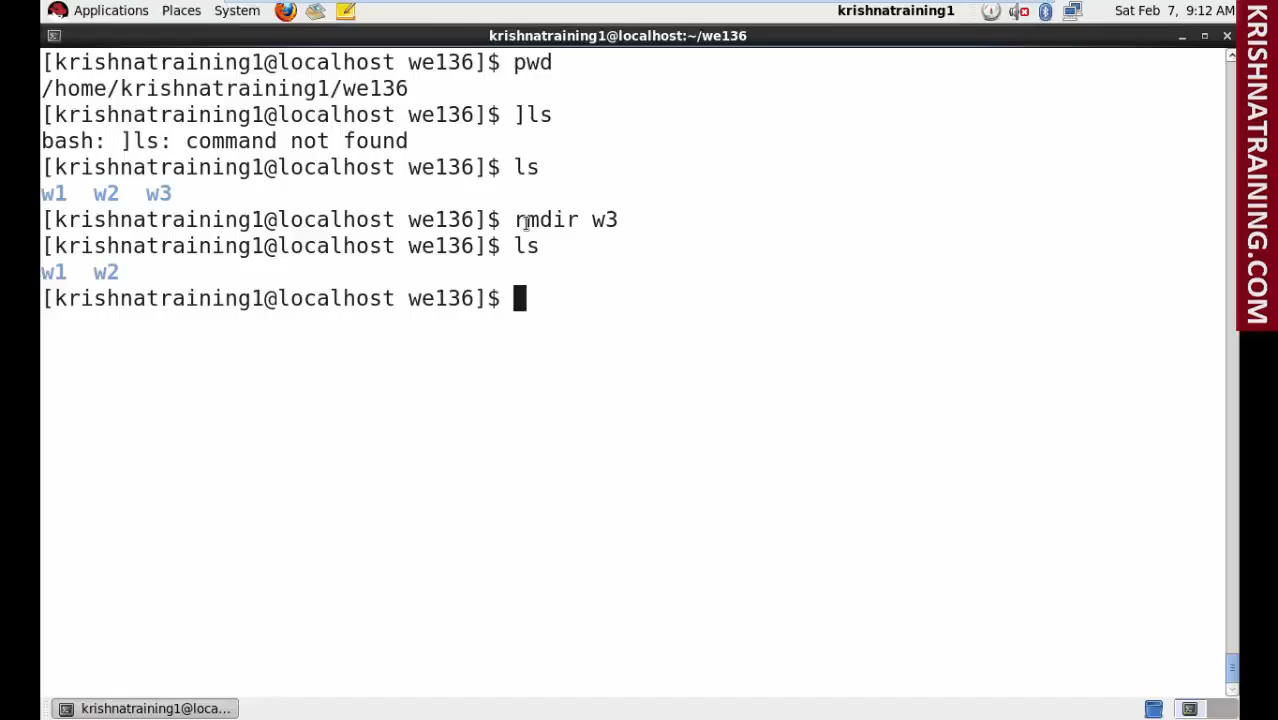 Applications Places System krishnatraining1 Sat Feb 7, 9:12 AM
krishnatraining1@localhost:~/we136
[krishnatraining1@localhost we136]$ pwd
/home/krishnatraining1/we136
[krishnatraining1@localhost we136]$ ]ls
bash: ]ls: command not found
[krishnatraining1@localhost we136]$ ls
w1 w2 w3
[krishnatraining1@localhost we136]$ rmdir w3
[krishnatraining1@localhost we136]$ ls
w1 w2
[krishnatraining1@localhost we136]$
krishnatraining1@loca...
KRISHNATRAINING.COM